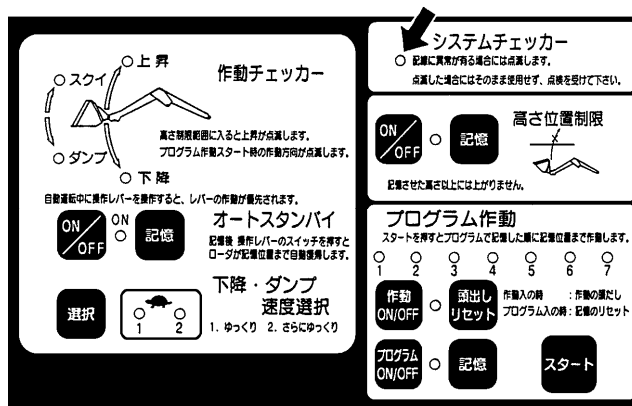 作動チェッカー
上昇
スクイ
ダンプ
下降
高さ制限範囲に入ると上昇が点滅します。
プログラム作動スタート時の作動方向が点滅します。
自動運転中に操作レバーを操作すると、レバーの作動が優先されます。
ON/OFF
ON
記憶
オートスタンバイ
記憶後 操作レバーのスイッチを押すと
ローダが記憶位置まで自動復帰します。
選択
1 2
下降・ダンプ
速度選択
1. ゆっくり 2. さらにゆっくり
システムチェッカー
配線に異常が有る場合には点滅します。
点滅した場合にはそのまま使用せず、点検を受けて下さい。
ON/OFF
記憶
高さ位置制限
記憶させた高さ以上には上がりません。
プログラム作動
スタートを押すとプログラムで記憶した順に記憶位置まで作動します。
1 2 3 4 5 6 7
作動
ON/OFF
頭出し
リセット
作動入の時 : 作動の頭だし
プログラム入の時 : 記憶のリセット
プログラム
ON/OFF
記憶
スタート